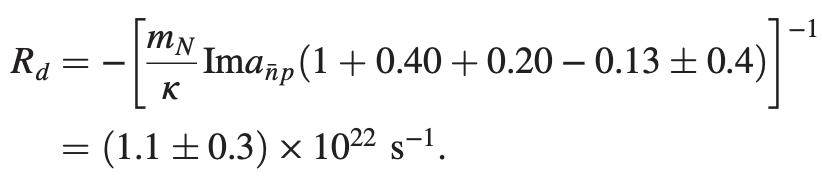 R_d = −[ m_N/κ Im a_{n̄p} (1 + 0.40 + 0.20 − 0.13 ± 0.4) ]^{−1}
= (1.1 ± 0.3) × 10^{22} s^{−1}.